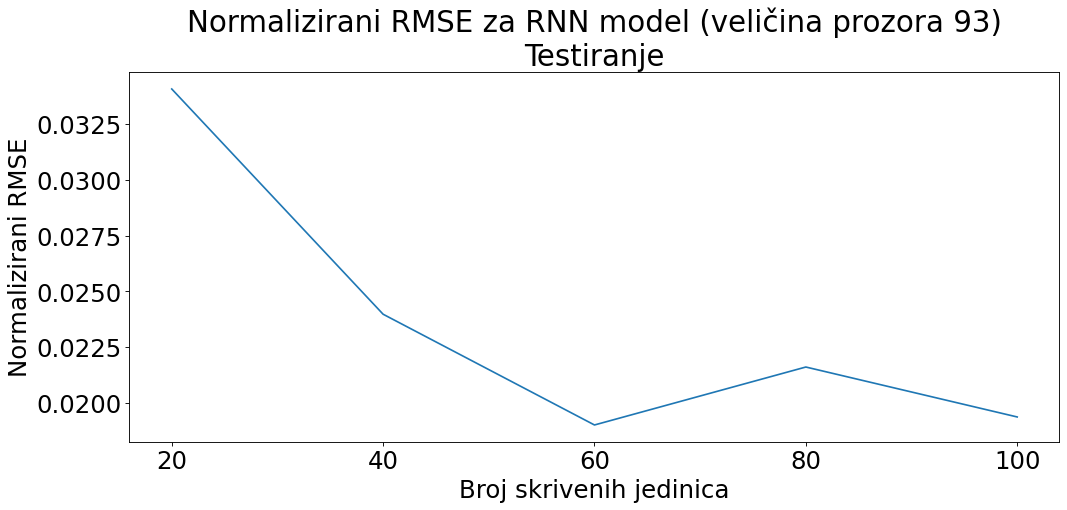 Normalizirani RMSE za RNN model (veličina prozora 93)
Testiranje
Normalizirani RMSE
0.0325
0.0300
0.0275
0.0250
0.0225
0.0200
20 40 60 80 100
Broj skrivenih jedinica